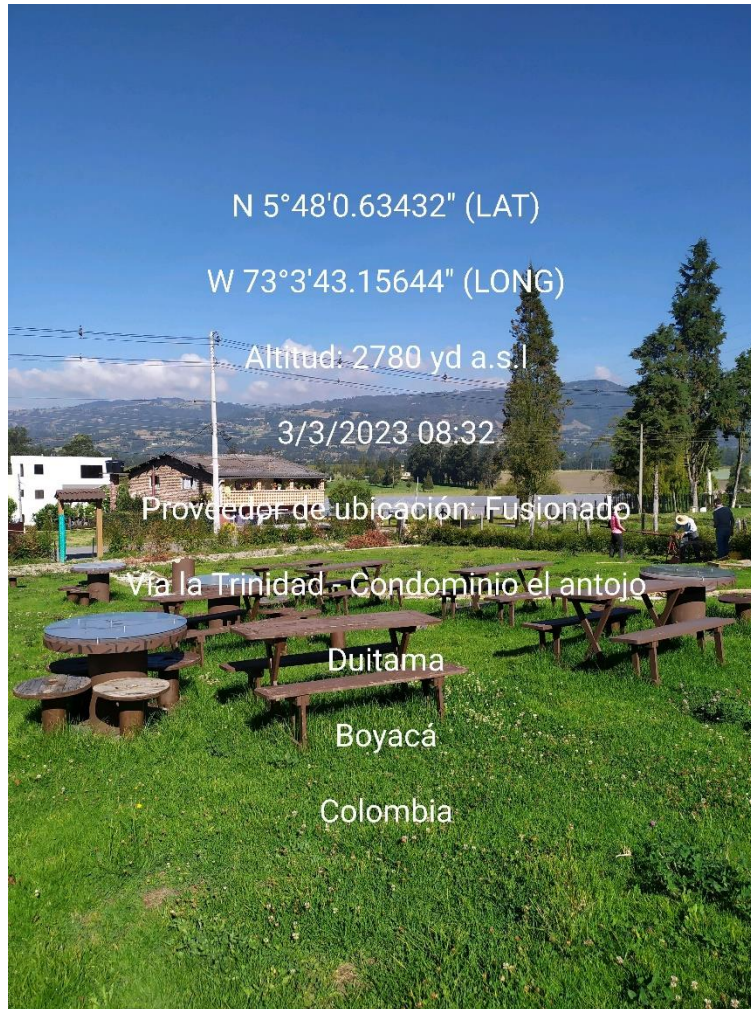 N 5°48'0.63432" (LAT)
W 73°3'43.15644" (LONG)
Altitud: 2780 yd a.s.l
3/3/2023 08:32
Proveedor de ubicación: Fusionado
Vía la Trinidad - Condominio el antojo
Duitama
Boyacá
Colombia